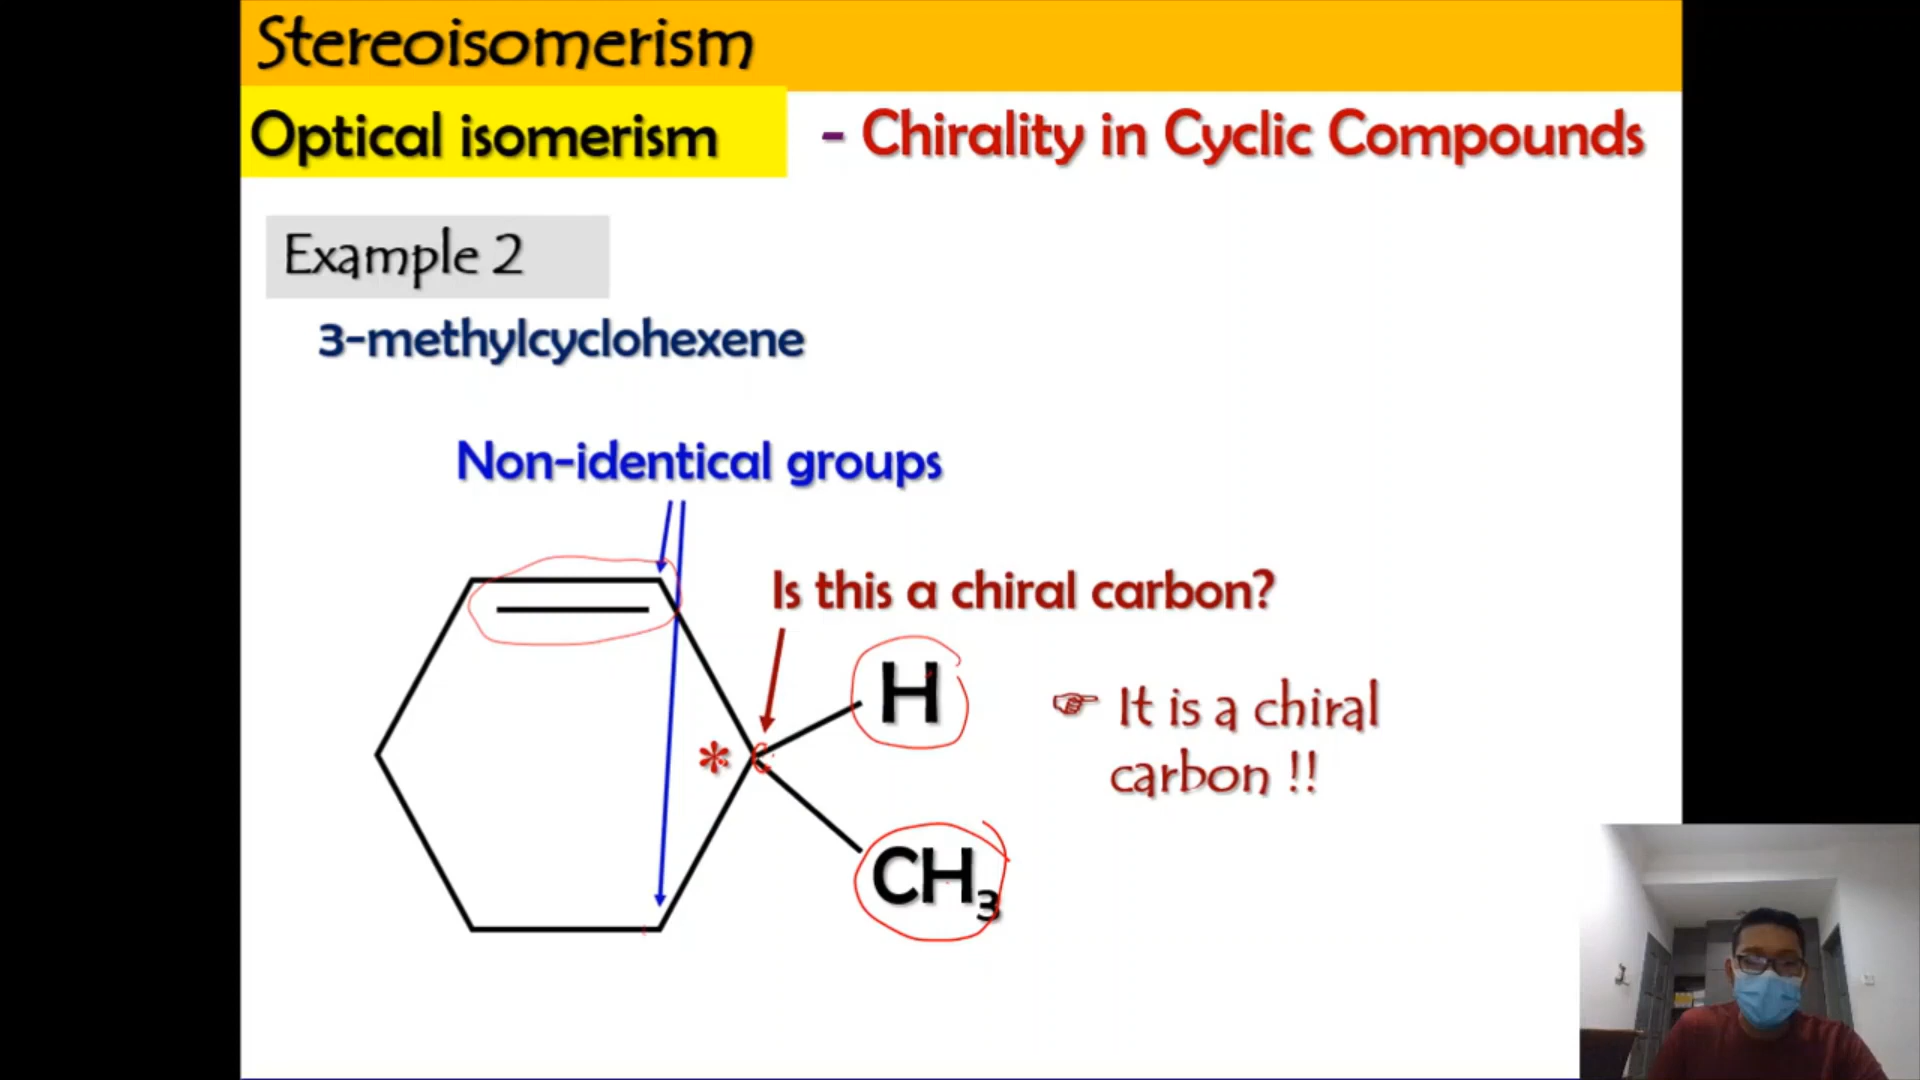 Stereoisomerism
Optical isomerism
- Chirality in Cyclic Compounds
Example 2
3-methylcyclohexene
Non-identical groups
Is this a chiral carbon?
H
☞ It is a chiral
carbon !!
* C
CH₃